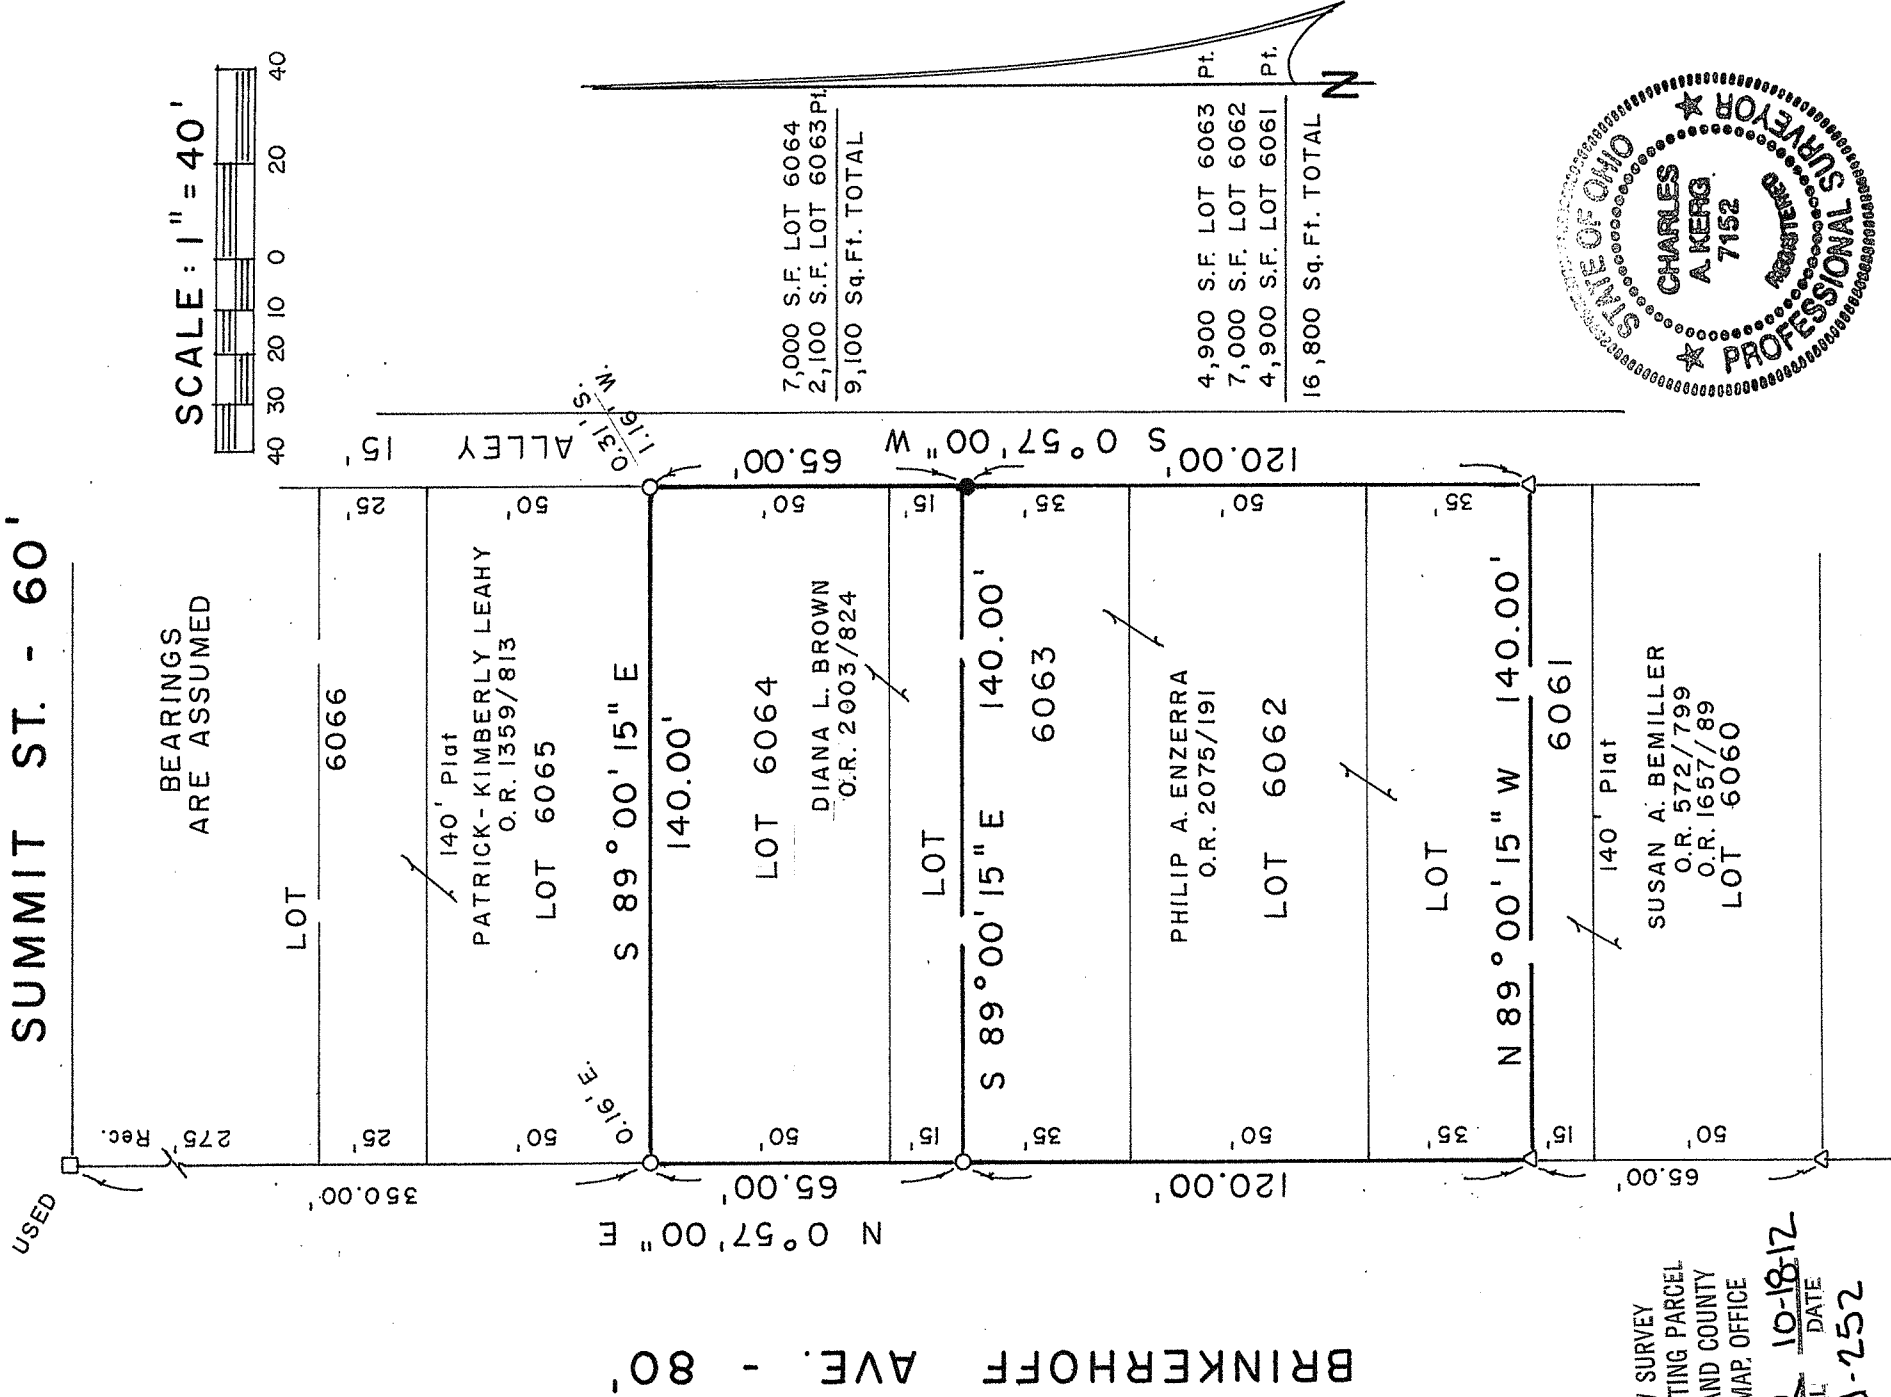 SUMMIT ST. - 60'
SCALE : 1" = 40'
40 30 20 10 0 20 40
USED
BEARINGS
ARE ASSUMED
LOT 6066
140' Plat
PATRICK - KIMBERLY LEAHY
O.R. 1359/813
LOT 6065
S 89°00'15" E
140.00'
LOT 6064
DIANA L. BROWN
O.R. 2003/824
LOT
S 89°00'15" E 140.00'
6063
PHILIP A. ENZERRA
O.R. 2075/191
LOT 6062
LOT
N 89°00'15" W 140.00'
6061
140' Plat
SUSAN A. BEMILLER
O.R. 572/799
O.R. 1657/89
LOT 6060
Rec.
275'
25'
50'
0.16' E.
50'
15'
35'
50'
35'
15'
50'
350.00'
65.00'
120.00'
65.00'
N 0°57'00" E
BRINKERHOFF AVE. - 80'
25'
50'
50'
15'
35'
50'
35'
15' ALLEY
0.31' S.
1.16' W.
65.00'
S 0°57'00" W
120.00'
7,000 S.F. LOT 6064
2,100 S.F. LOT 6063 Pt.
9,100 Sq. Ft. TOTAL
4,900 S.F. LOT 6063 Pt.
7,000 S.F. LOT 6062
4,900 S.F. LOT 6061 Pt.
16,800 Sq. Ft. TOTAL
N
STATE OF OHIO
CHARLES
A. KERG
7152
REGISTERED
PROFESSIONAL SURVEYOR
SURVEY
PARCEL
COUNTY
MAP OFFICE
10-18-12
DATE
-252